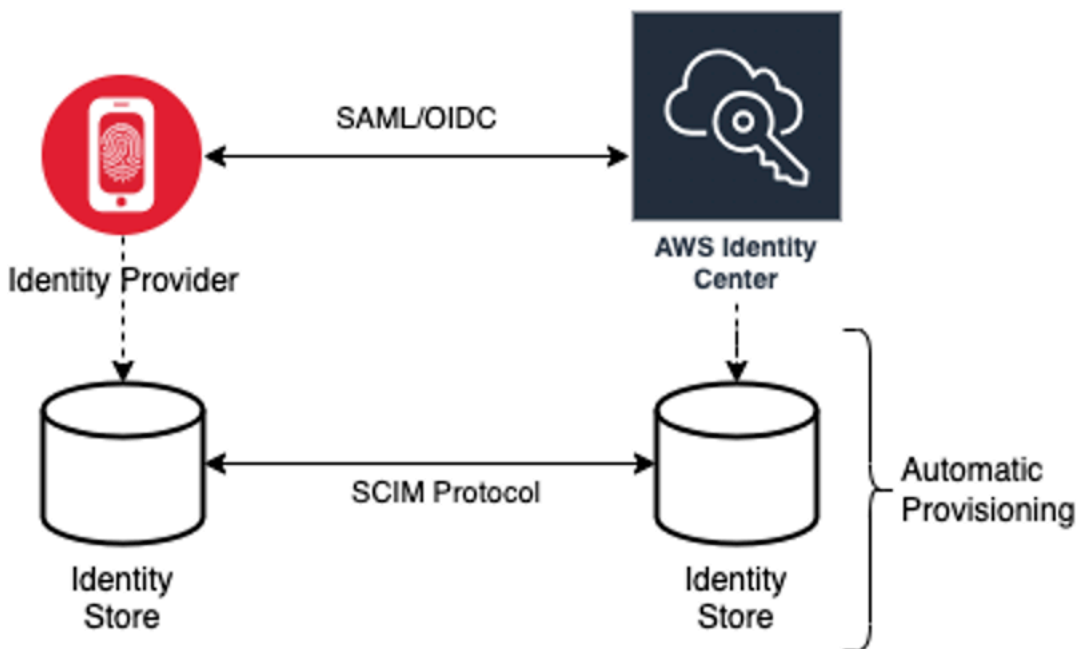 SAML/OIDC
AWS Identity
Center
Identity Provider
SCIM Protocol
Automatic
Provisioning
Identity
Store
Identity
Store